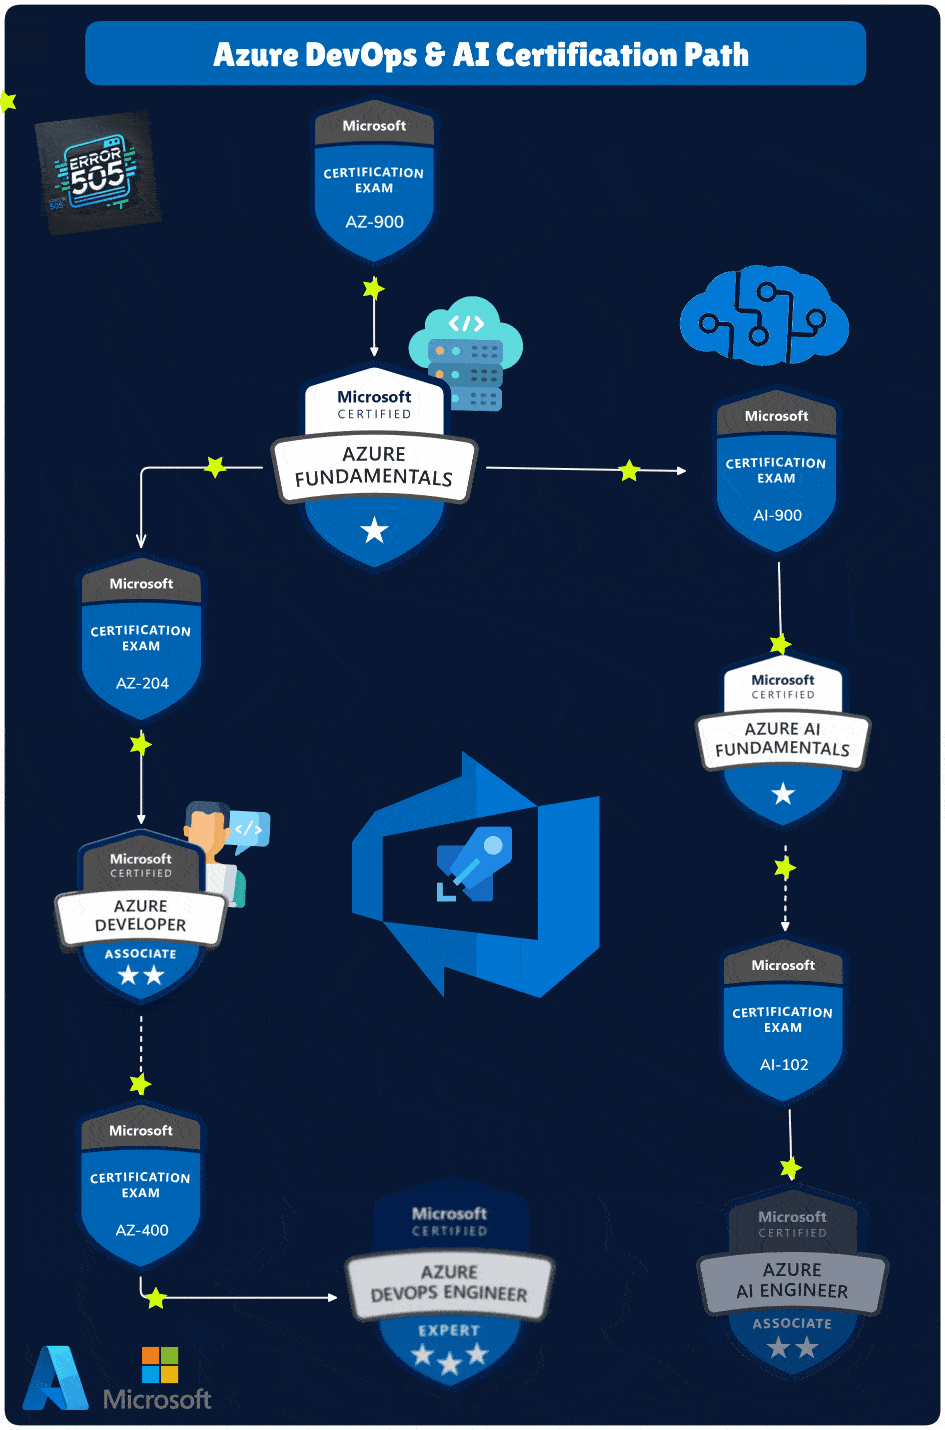 Azure DevOps & AI Certification Path
ERROR
505
Microsoft
CERTIFICATION
EXAM
AZ-900
</>
Microsoft
CERTIFIED
AZURE
FUNDAMENTALS
Microsoft
CERTIFICATION
EXAM
AI-900
Microsoft
CERTIFICATION
EXAM
AZ-204
Microsoft
CERTIFIED
AZURE AI
FUNDAMENTALS
</>
Microsoft
CERTIFIED
AZURE
DEVELOPER
ASSOCIATE
Microsoft
CERTIFICATION
EXAM
AI-102
Microsoft
CERTIFICATION
EXAM
AZ-400
Microsoft
CERTIFIED
AZURE
DEVOPS ENGINEER
EXPERT
Microsoft
CERTIFIED
AZURE
AI ENGINEER
ASSOCIATE
Microsoft